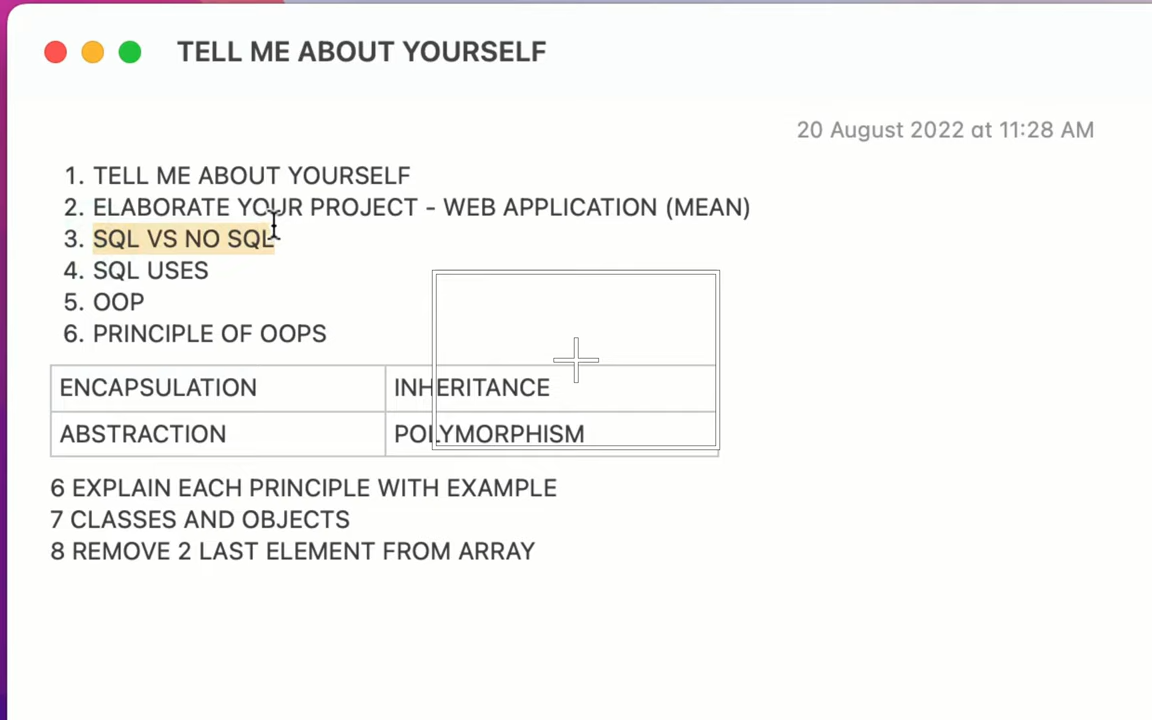 TELL ME ABOUT YOURSELF
20 August 2022 at 11:28 AM
1. TELL ME ABOUT YOURSELF
2. ELABORATE YOUR PROJECT - WEB APPLICATION (MEAN)
3. SQL VS NO SQL
4. SQL USES
5. OOP
6. PRINCIPLE OF OOPS
ENCAPSULATION INHERITANCE
ABSTRACTION POLYMORPHISM
6 EXPLAIN EACH PRINCIPLE WITH EXAMPLE
7 CLASSES AND OBJECTS
8 REMOVE 2 LAST ELEMENT FROM ARRAY